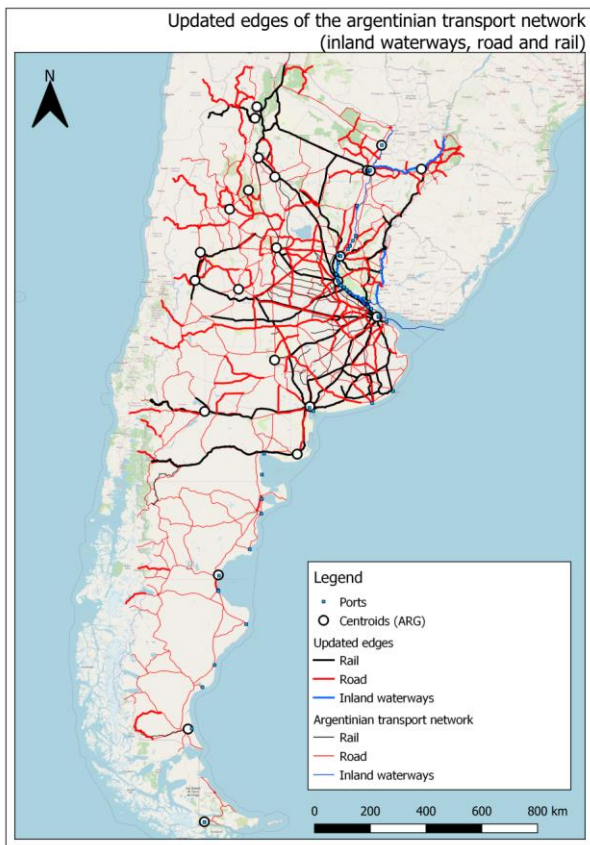 Updated edges of the argentinian transport network
(inland waterways, road and rail)
N
Legend
Ports
Centroids (ARG)
Updated edges
Rail
Road
Inland waterways
Argentinian transport network
Rail
Road
Inland waterways
0 200 400 600 800 km